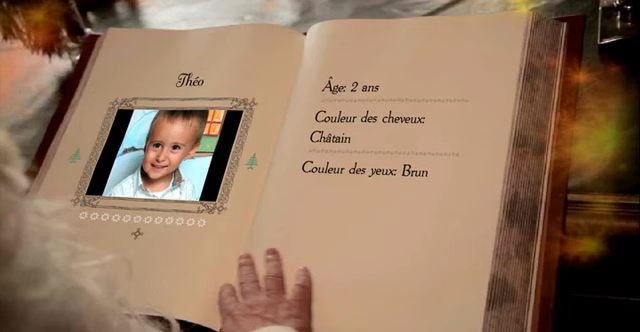 Théo
Âge: 2 ans
Couleur des cheveux:
Châtain
Couleur des yeux: Brun